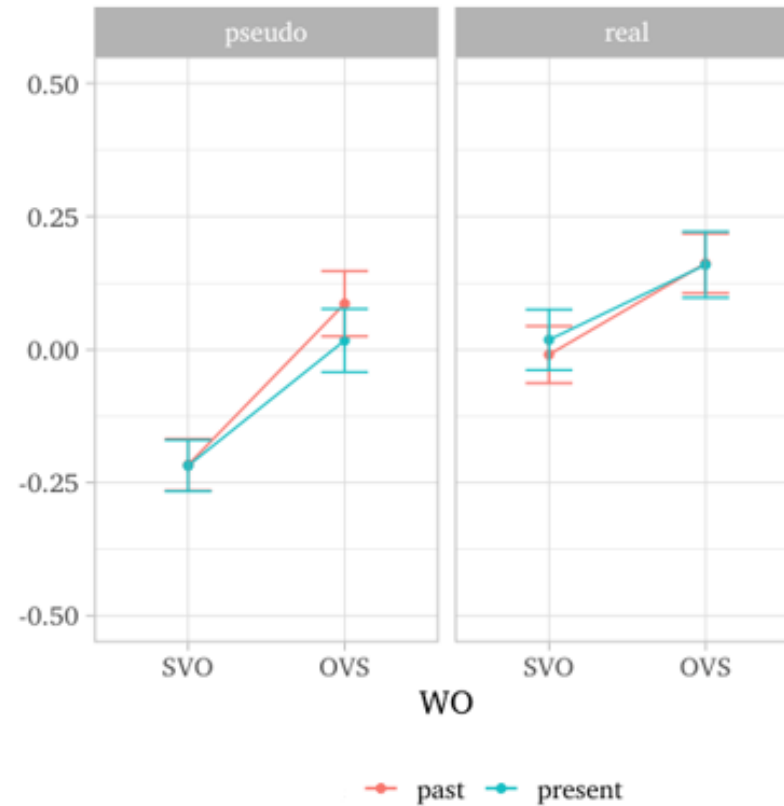 pseudo real
0.50
0.25
0.00
-0.25
-0.50
SVO OVS SVO OVS
WO
past present